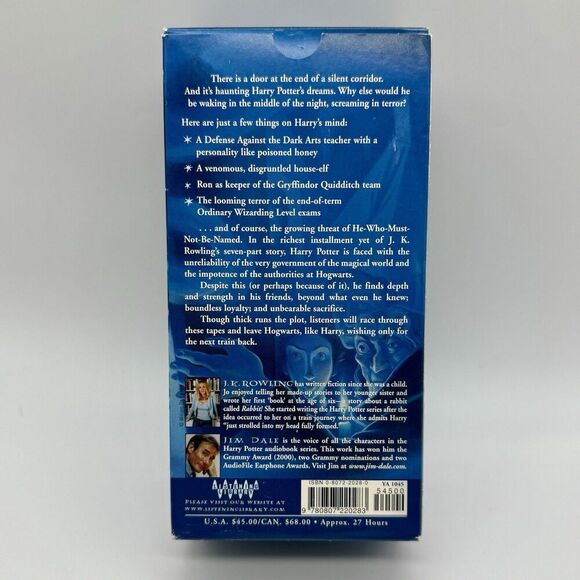 There is a door at the end of a silent corridor.
And it's haunting Harry Potter's dreams. Why else would he
be waking in the middle of the night, screaming in terror?
Here are just a few things on Harry's mind:
* A Defense Against the Dark Arts teacher with a
personality like poisoned honey
* A venomous, disgruntled house-elf
* Ron as keeper of the Gryffindor Quidditch team
* The looming terror of the end-of-term
Ordinary Wizarding Level exams
. . . and of course, the growing threat of He-Who-Must-
Not-Be-Named. In the richest installment yet of J. K.
Rowling's seven-part story, Harry Potter is faced with the
unreliability of the very government of the magical world and
the impotence of the authorities at Hogwarts.
Despite this (or perhaps because of it), he finds depth
and strength in his friends, beyond what even he knew;
boundless loyalty; and unbearable sacrifice.
Though thick runs the plot, listeners will race through
these tapes and leave Hogwarts, like Harry, wishing only for
the next train back.
J.K. ROWLING has written fiction since she was a child.
Jo enjoyed telling her made-up stories to her younger sister and
wrote her first 'book' at the age of six—a story about a rabbit
called Rabbit! She started writing the Harry Potter series after the
idea occurred to her on a train journey where she admits Harry
"just strolled into my head fully formed."
JIM DALE is the voice of all the characters in the
Harry Potter audiobook series. This work has won him the
Grammy Award (2000), two Grammy nominations and two
AudioFile Earphone Awards. Visit Jim at www.jim-dale.com.
LISTENING
LIBRARY
PLEASE VISIT OUR WEBSITE AT
WWW.LISTENINGLIBRARY.COM
ISBN 0-8072-2028-0
YA 1045
54500
9 780807 220283
U.S.A. $45.00/CAN. $68.00 • Approx. 27 Hours